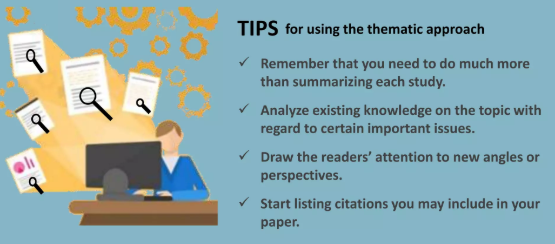 TIPS for using the thematic approach
✓ Remember that you need to do much more
than summarizing each study.
✓ Analyze existing knowledge on the topic with
regard to certain important issues.
✓ Draw the readers' attention to new angles or
perspectives.
✓ Start listing citations you may include in your
paper.